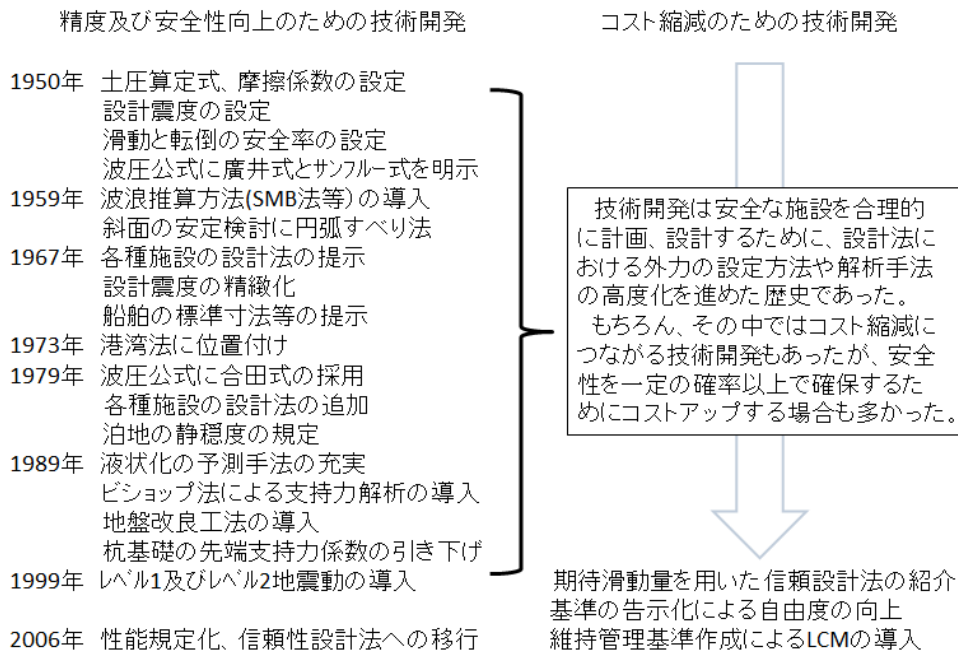 精度及び安全性向上のための技術開発
1950年 土圧算定式、摩擦係数の設定
設計震度の設定
滑動と転倒の安全率の設定
波圧公式に廣井式とサンフルー式を明示
1959年 波浪推算方法(SMB法等)の導入
斜面の安定検討に円弧すべり法
1967年 各種施設の設計法の提示
設計震度の精緻化
船舶の標準寸法等の提示
1973年 港湾法に位置付け
1979年 波圧公式に合田式の採用
各種施設の設計法の追加
泊地の静穏度の規定
1989年 液状化の予測手法の充実
ビショップ法による支持力解析の導入
地盤改良工法の導入
杭基礎の先端支持力係数の引き下げ
1999年 レベル1及びレベル2地震動の導入
2006年 性能規定化、信頼性設計法への移行
コスト縮減のための技術開発
技術開発は安全な施設を合理的
に計画、設計するために、設計法に
おける外力の設定方法や解析手法
の高度化を進めた歴史であった。
もちろん、その中ではコスト縮減に
つながる技術開発もあったが、安全
性を一定の確率以上で確保するた
めにコストアップする場合も多かった。
期待滑動量を用いた信頼設計法の紹介
基準の告示化による自由度の向上
維持管理基準作成によるLCMの導入